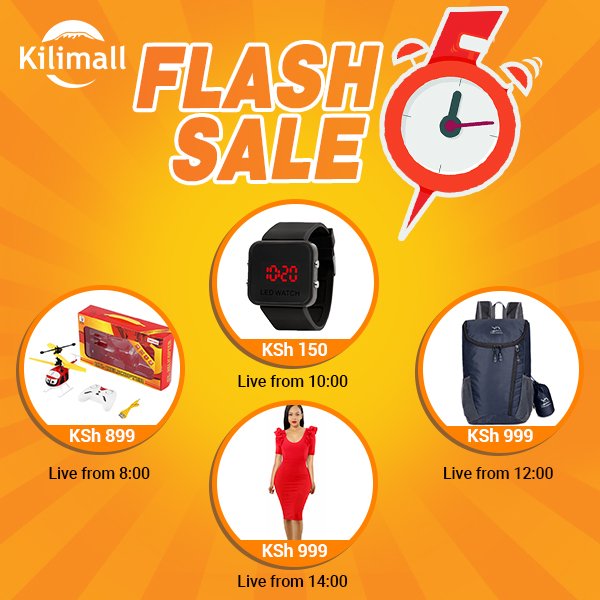 Kilimall
FLASH
SALE
10:20
LED WATCH
KSh 150
Live from 10:00
KSh 899
Live from 8:00
KSh 999
Live from 12:00
KSh 999
Live from 14:00